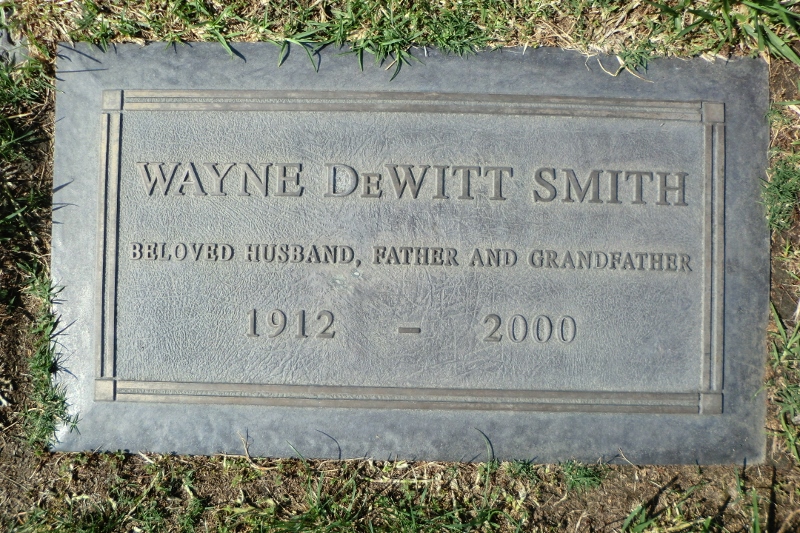 WAYNE DeWITT SMITH
BELOVED HUSBAND, FATHER AND GRANDFATHER
1912 – 2000